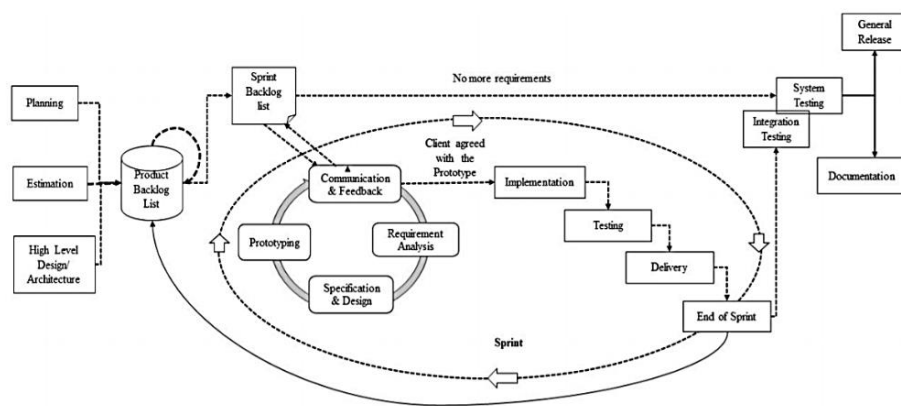 General
Release
No more requirements
Sprint
Backlog
list
System
Testing
Planning
Integration
Testing
Client agreed
with the
Prototype
Product
Backlog
List
Communication
& Feedback
Implementation
Estimation
Documentation
Testing
Prototyping
Requirement
Analysis
High Level
Design/
Architecture
Delivery
Specification
& Design
End of Sprint
Sprint